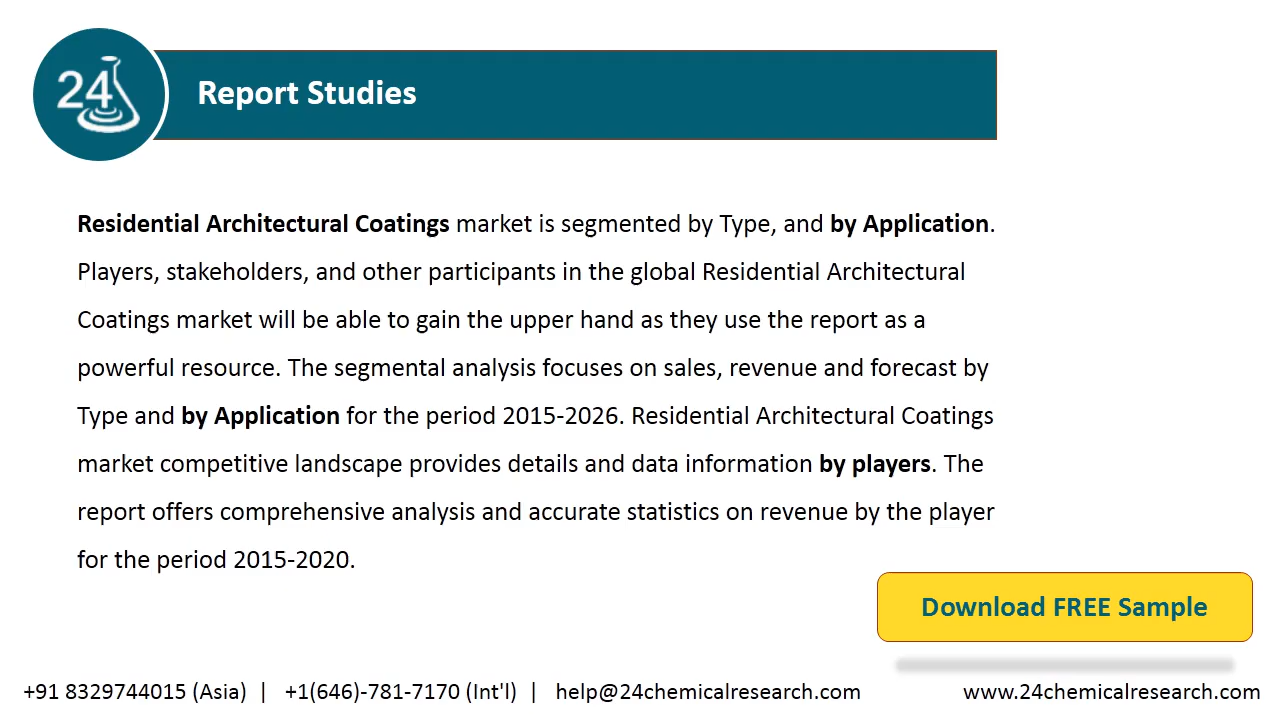 24
Report Studies
Residential Architectural Coatings market is segmented by Type, and by Application.
Players, stakeholders, and other participants in the global Residential Architectural
Coatings market will be able to gain the upper hand as they use the report as a
powerful resource. The segmental analysis focuses on sales, revenue and forecast by
Type and by Application for the period 2015-2026. Residential Architectural Coatings
market competitive landscape provides details and data information by players. The
report offers comprehensive analysis and accurate statistics on revenue by the player
for the period 2015-2020.
Download FREE Sample
+91 8329744015 (Asia) | +1(646)-781-7170 (Int'l) | help@24chemicalresearch.com www.24chemicalresearch.com